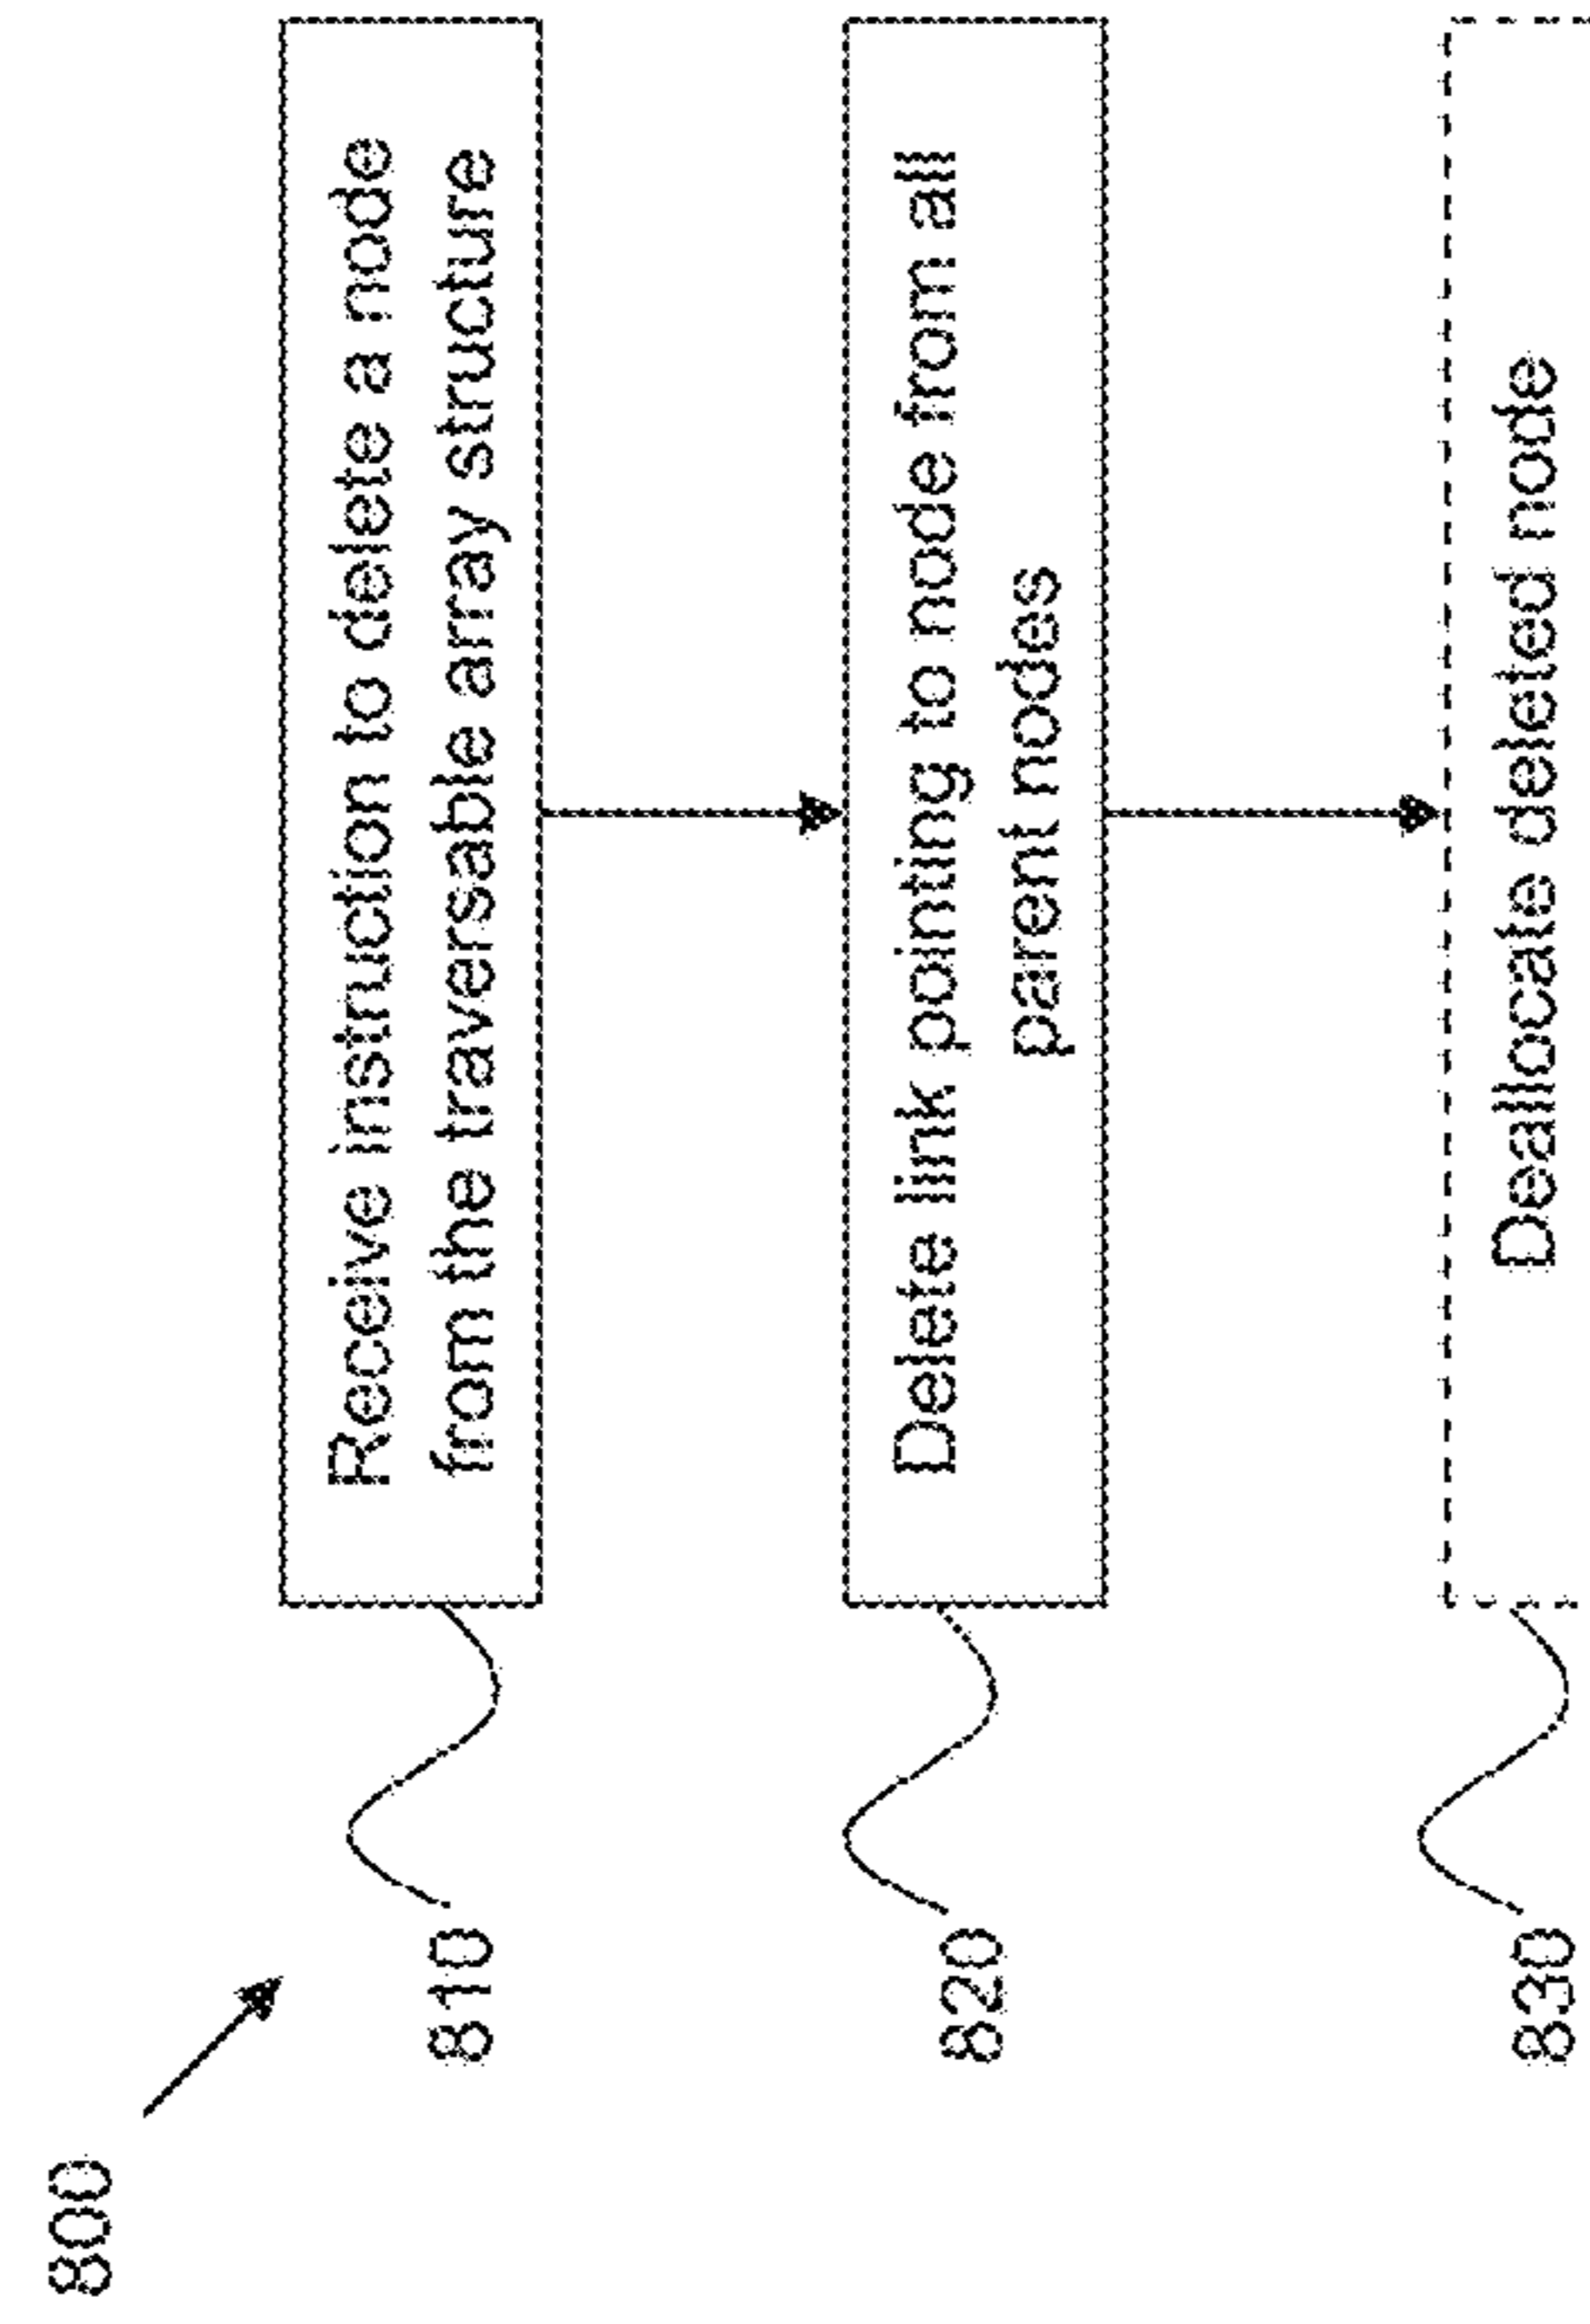 800
810
Receive instruction to delete a node
from the traversable array structure
820
Delete link pointing to node from all
parent nodes
830
Deallocate deleted node